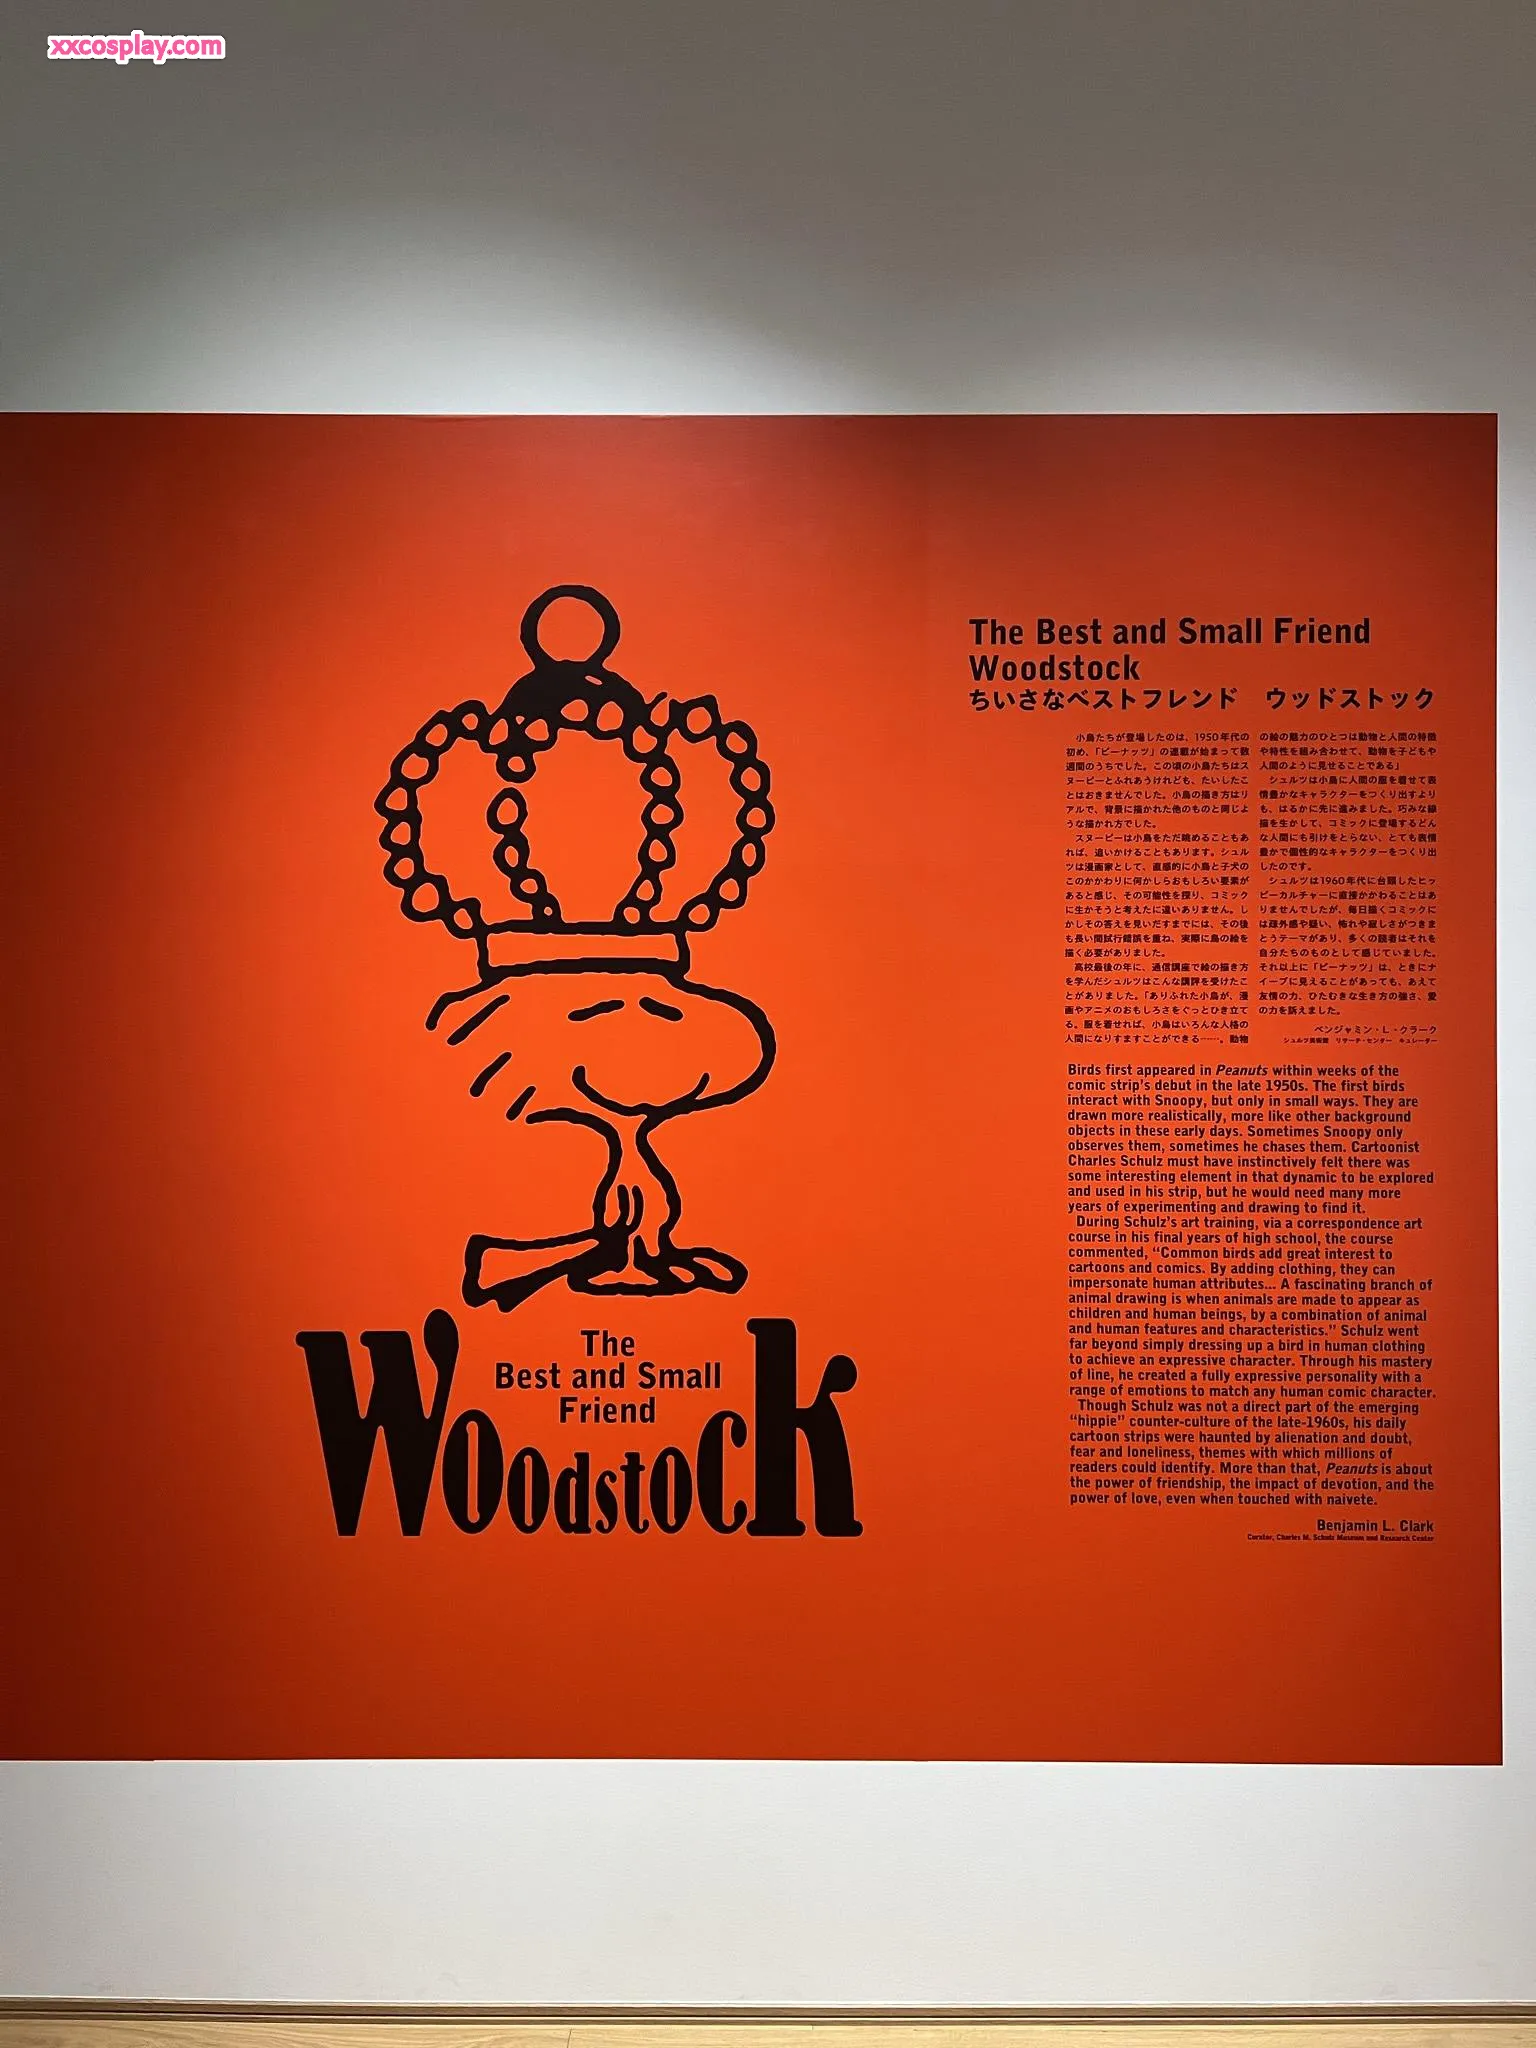 xxcosplay.com
The Best and Small Friend
Woodstock
ちいさなベストフレンド　ウッドストック
小鳥たちが登場したのは、1950年代の
初め、「ピーナッツ」の連載が始まって数
週間のうちでした。この頃の小鳥たちはス
ヌーピーとふれあうけれども、たいしたこ
とはおきませんでした。小鳥の描き方はリ
アルで、背景に描かれた他のものと同じよ
うな描かれ方でした。
スヌーピーは小鳥をただ眺めることもあ
れば、追いかけることもあります。シュル
ツは漫画家として、直感的に小鳥と子犬の
このかかわりに何かしらおもしろい要素が
あると感じ、その可能性を探り、コミック
に生かそうと考えたに違いありません。し
かしその答えを見いだすまでには、その後
も長い間試行錯誤を重ね、実際に鳥の絵を
描く必要がありました。
高校最後の年に、通信講座で絵の描き方
を学んだシュルツはこんな講評を受けたこ
とがありました。「ありふれた小鳥が、漫
画やアニメのおもしろさをぐっとひき立て
る。服を着せれば、小鳥はいろんな人格の
人間になりすますことができる……。動物
の絵の魅力のひとつは動物と人間の特徴
や特性を組み合わせて、動物を子どもや
人間のように見せることである」
シュルツは小鳥に人間の服を着せて表
情豊かなキャラクターをつくり出すより
も、はるかに先に進みました。巧みな線
描を生かして、コミックに登場するどん
な人間にも引けをとらない、とても表情
豊かで個性的なキャラクターをつくり出
したのです。
シュルツは1960年代に台頭したヒッ
ピーカルチャーに直接かかわることはあ
りませんでしたが、毎日描くコミックに
は疎外感や疑い、怖れや寂しさがつきま
とうテーマがあり、多くの読者はそれを
自分たちのものとして感じていました。
それ以上に「ピーナッツ」は、ときにナ
イーブに見えることがあっても、あえて
友情の力、ひたむきな生き方の強さ、愛
の力を訴えました。
ベンジャミン・L・クラーク
シュルツ美術館　リサーチ・センター　キュレーター
Birds first appeared in Peanuts within weeks of the
comic strip's debut in the late 1950s. The first birds
interact with Snoopy, but only in small ways. They are
drawn more realistically, more like other background
objects in these early days. Sometimes Snoopy only
observes them, sometimes he chases them. Cartoonist
Charles Schulz must have instinctively felt there was
some interesting element in that dynamic to be explored
and used in his strip, but he would need many more
years of experimenting and drawing to find it.
During Schulz's art training, via a correspondence art
course in his final years of high school, the course
commented, “Common birds add great interest to
cartoons and comics. By adding clothing, they can
impersonate human attributes... A fascinating branch of
animal drawing is when animals are made to appear as
children and human beings, by a combination of animal
and human features and characteristics.” Schulz went
far beyond simply dressing up a bird in human clothing
to achieve an expressive character. Through his mastery
of line, he created a fully expressive personality with a
range of emotions to match any human comic character.
Though Schulz was not a direct part of the emerging
“hippie” counter-culture of the late-1960s, his daily
cartoon strips were haunted by alienation and doubt,
fear and loneliness, themes with which millions of
readers could identify. More than that, Peanuts is about
the power of friendship, the impact of devotion, and the
power of love, even when touched with naivete.
Benjamin L. Clark
Curator, Charles M. Schulz Museum and Research Center
The
Best and Small
Friend
Woodstock